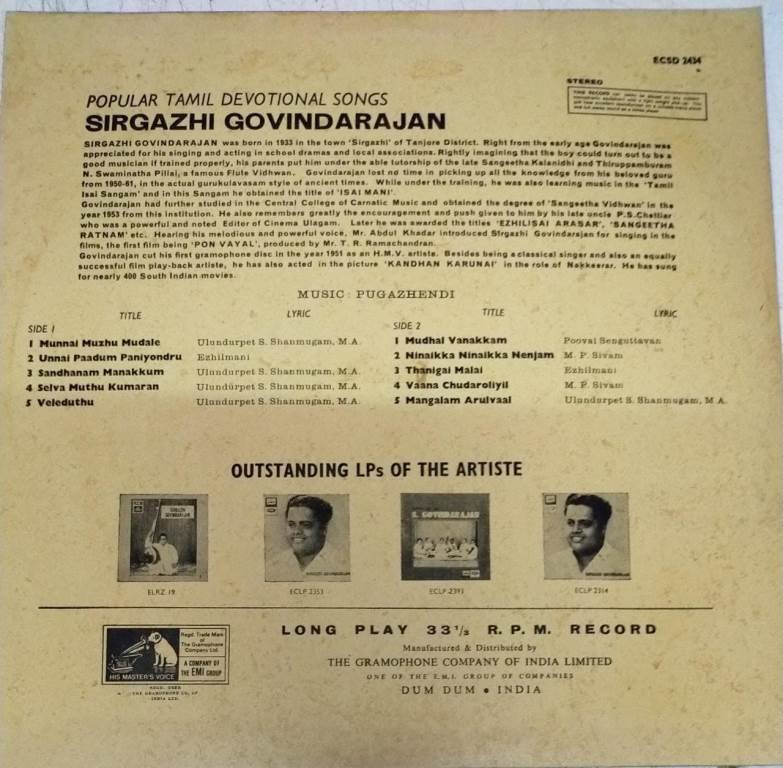 ECSD 2434
STEREO
POPULAR TAMIL DEVOTIONAL SONGS
SIRGAZHI GOVINDARAJAN
SIRGAZHI GOVINDARAJAN was born in 1933 in the town 'Sirgazhi' of Tanjore District. Right from the early age Govindarajan was
appreciated for his singing and acting in school dramas and local associations. Rightly imagining that the boy could turn out to be a
good musician if trained properly, his parents put him under the able tutorship of the late Sangeetha Kalanidhi and Thiruppamburam
N. Swaminatha Pillai, a famous Flute Vidhwan. Govindarajan lost no time in picking up all the knowledge from his beloved guru
from 1950-61, in the actual gurukulavasam style of ancient times. While under the training, he was also learning music in the 'Tamil
Isai Sangam' and in this Sangam he obtained the title of 'ISAI MANI'.
Govindarajan had further studied in the Central College of Carnatic Music and obtained the degree of 'Sangeetha Vidhwan' in the
year 1953 from this institution. He also remembers greatly the encouragement and push given to him by his late uncle P.S.Chettiar
who was a powerful and noted Editor of Cinema Ulagam. Later he was awarded the titles 'EZHILISAI ARASAR', 'SANGEETHA
RATNAM' etc. Hearing his melodious and powerful voice, Mr. Abdul Khadar introduced Sirgazhi Govindarajan for singing in the
films, the first film being 'PON VAYAL', produced by Mr. T. R. Ramachandran.
Govindarajan cut his first gramophone disc in the year 1951 as an H.M.V. artiste. Besides being a classical singer and also an equally
successful film play-back artiste, he has also acted in the picture 'KANDHAN KARUNAI' in the role of Nakkeerar. He has sung
for nearly 400 South Indian movies.
MUSIC : PUGAZHENDI
TITLE LYRIC
SIDE 1
1 Munnai Muzhu Mudale Ulundurpet S. Shanmugam, M.A.
2 Unnai Paadum Paniyondru Ezhilmani
3 Sandhanam Manakkum Ulundurpet S. Shanmugam, M.A.
4 Selva Muthu Kumaran Ulundurpet S. Shanmugam, M.A.
5 Veleduthu Ulundurpet S. Shanmugam, M.A.
TITLE LYRIC
SIDE 2
1 Mudhal Vanakkam Poovai Senguttavan
2 Ninaikka Ninaikka Nenjam M. P. Sivam
3 Thanigai Malai Ezhilmani
4 Vaana Chudaroliyil M. P. Sivam
5 Mangalam Arulvaal Ulundurpet S. Shanmugam, M.A.
OUTSTANDING LPs OF THE ARTISTE
S. GOVINDARAJAN
ELRZ 19 ECLP 2353 ECLP 2393 ECLP 2314
HIS MASTER'S VOICE
Regd. Trade Mark
of The Gramophone
Company Ltd.
A COMPANY OF
THE EMI GROUP
LONG PLAY 33 1/3 R. P. M. RECORD
Manufactured & Distributed by
THE GRAMOPHONE COMPANY OF INDIA LIMITED
ONE OF THE E.M.I. GROUP OF COMPANIES
DUM DUM • INDIA